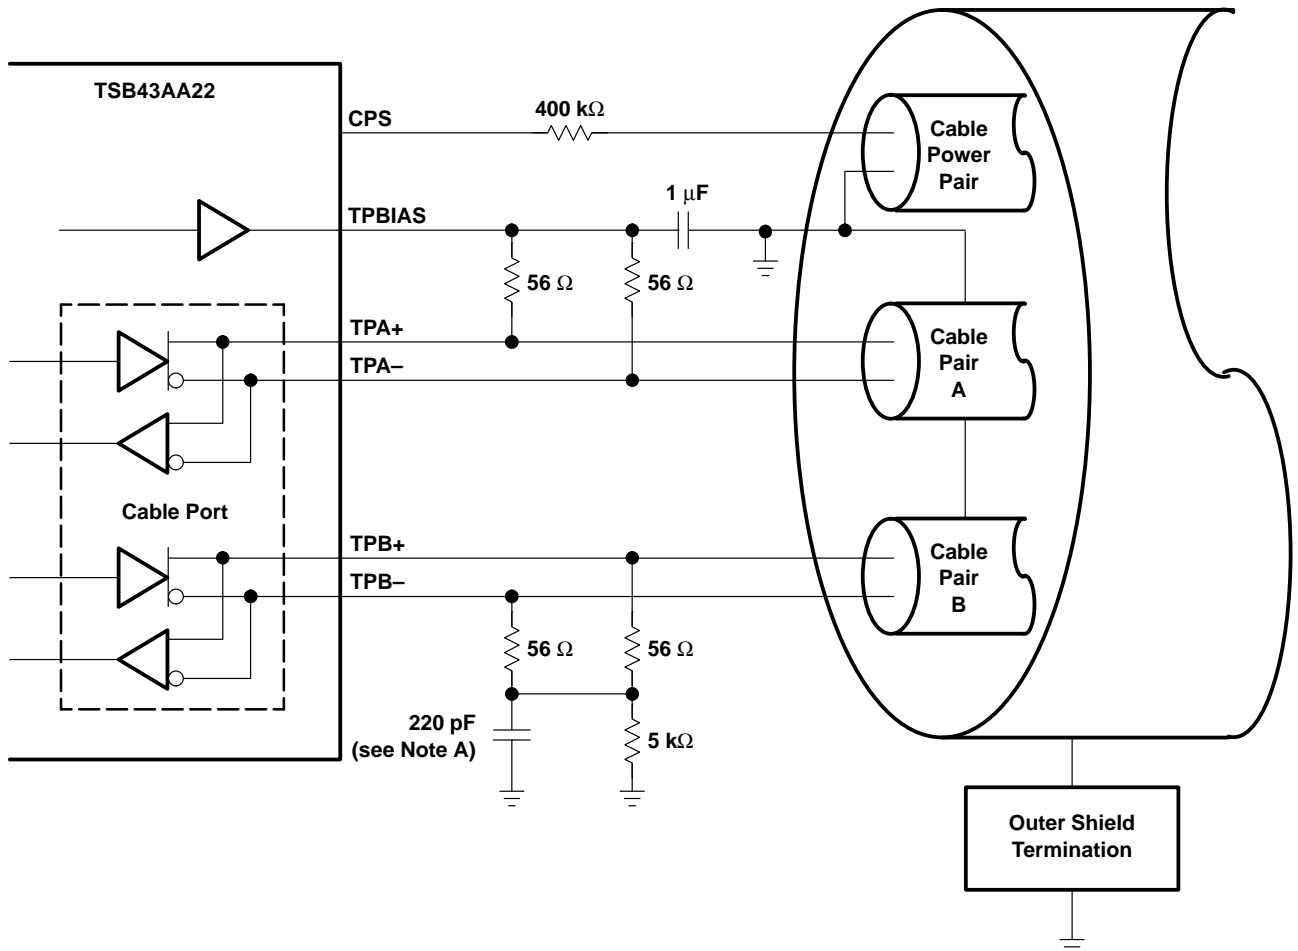 TSB43AA22
CPS
400 kΩ
Cable
Power
Pair
TPBIAS
1 μF
56 Ω
56 Ω
TPA+
TPA–
Cable
Pair
A
Cable Port
TPB+
TPB–
Cable
Pair
B
56 Ω
56 Ω
220 pF
(see Note A)
5 kΩ
Outer Shield
Termination